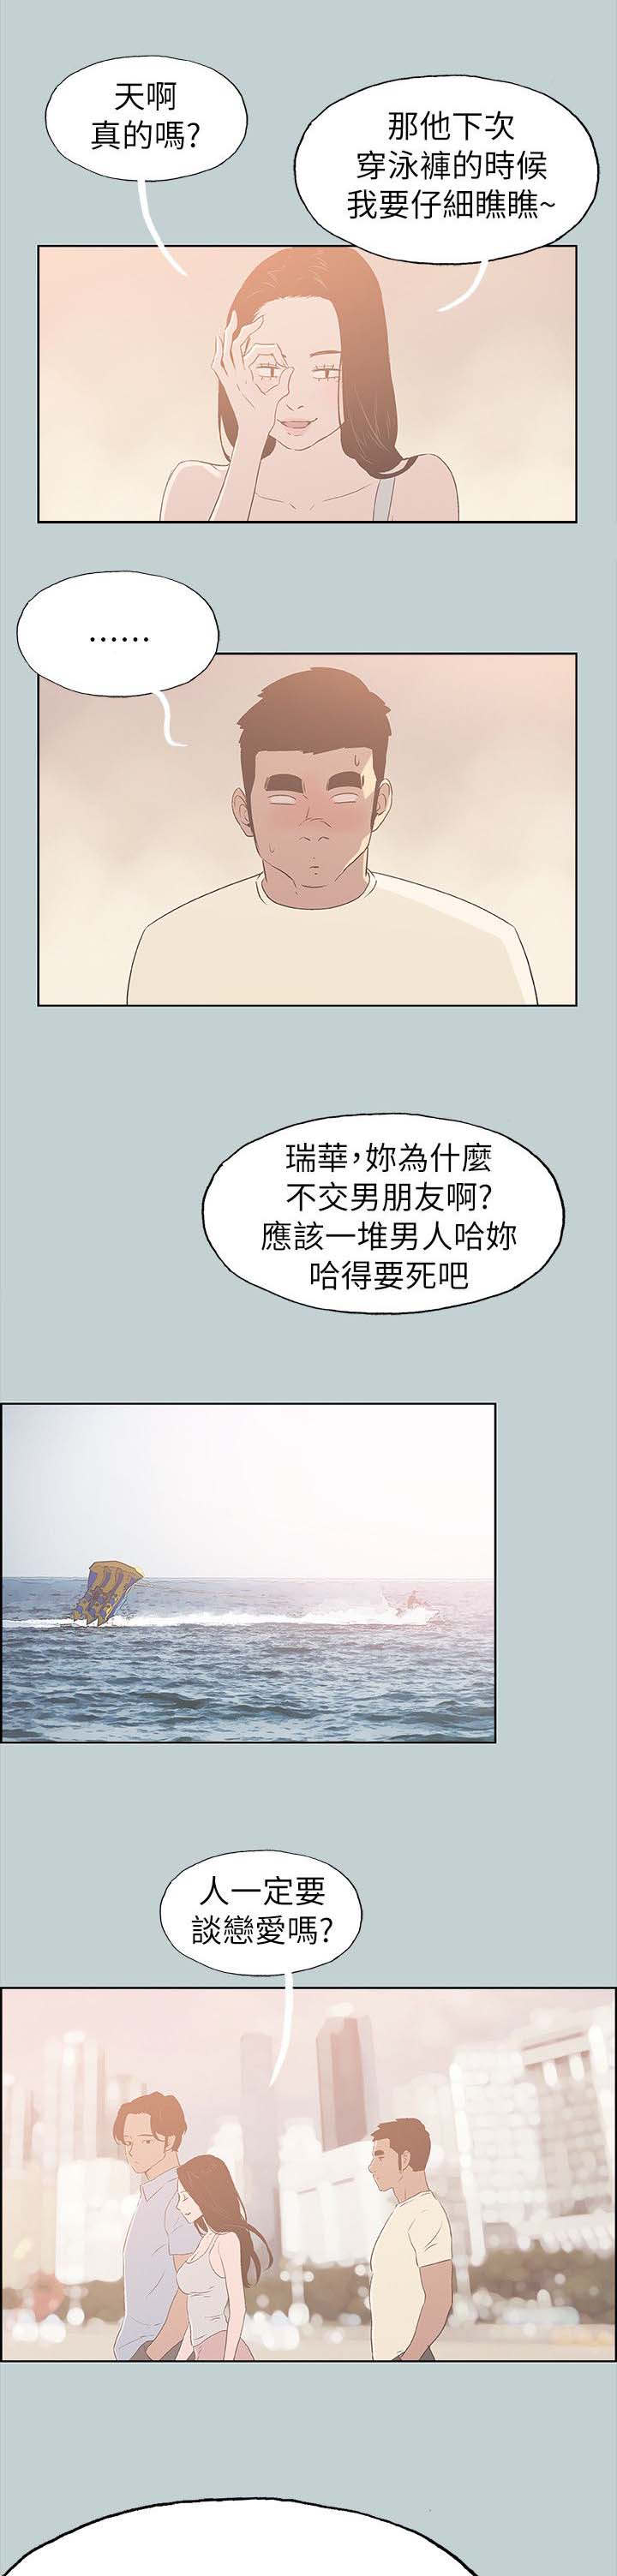 天啊
真的嗎?
那他下次
穿泳褲的時候
我要仔細瞧瞧~
......
瑞華,妳為什麼
不交男朋友啊?
應該一堆男人哈妳
哈得要死吧
人一定要
談戀愛嗎?